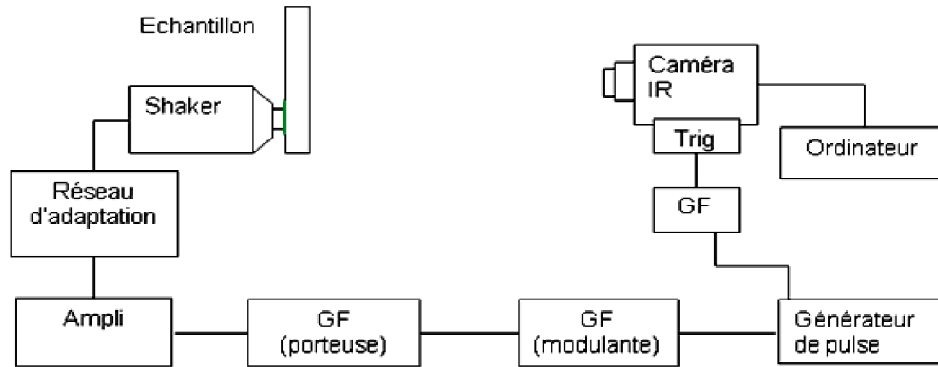 Echantillon
Shaker
Caméra
IR
Trig
Ordinateur
Réseau
d'adaptation
GF
Ampli
GF
(porteuse)
GF
(modulante)
Générateur
de pulse